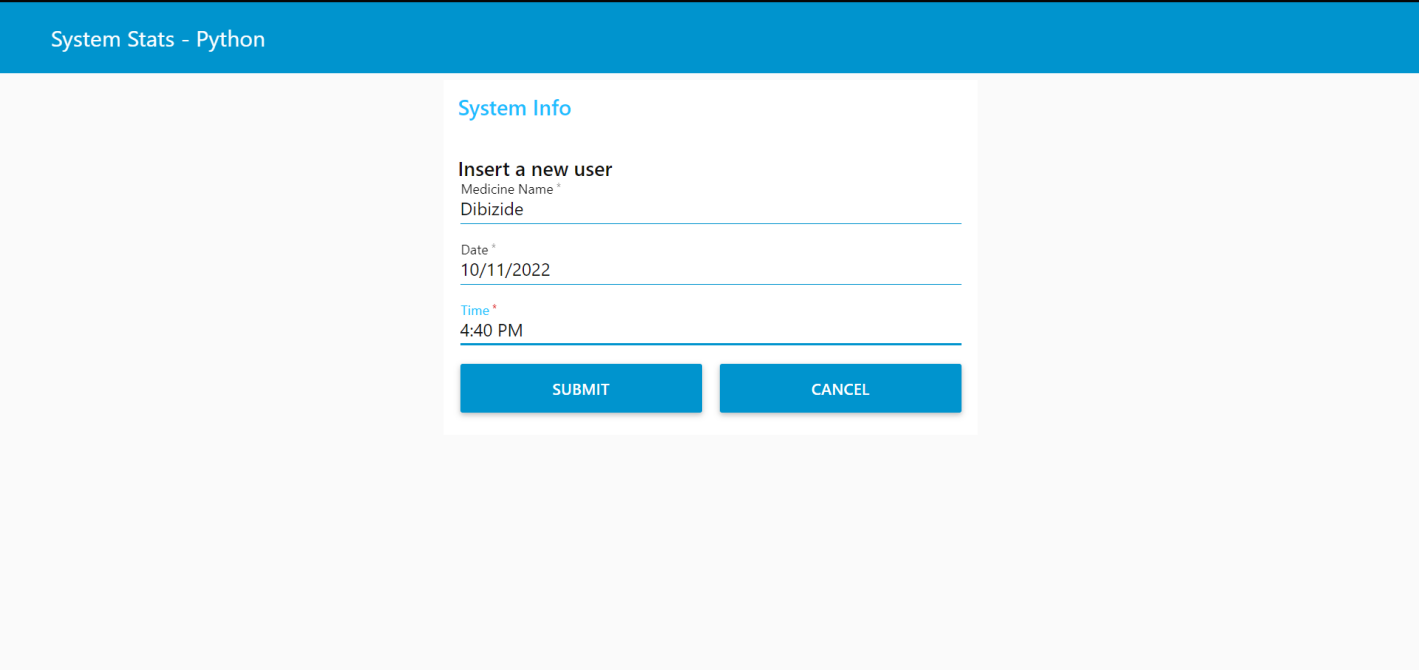 System Stats - Python
System Info
Insert a new user
Medicine Name *
Dibizide
Date *
10/11/2022
Time *
4:40 PM
SUBMIT CANCEL